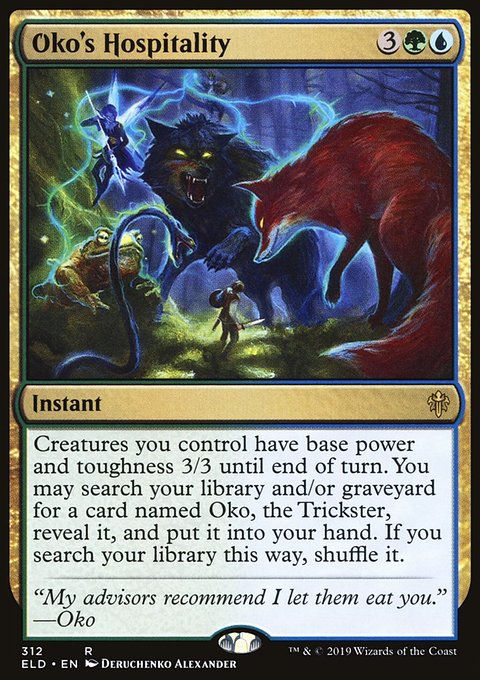 Oko's Hospitality 3
Instant
Creatures you control have base power
and toughness 3/3 until end of turn. You
may search your library and/or graveyard
for a card named Oko, the Trickster,
reveal it, and put it into your hand. If you
search your library this way, shuffle it.
“My advisors recommend I let them eat you.”
—Oko
312 R
ELD • EN Deruchenko Alexander
™ & © 2019 Wizards of the Coast